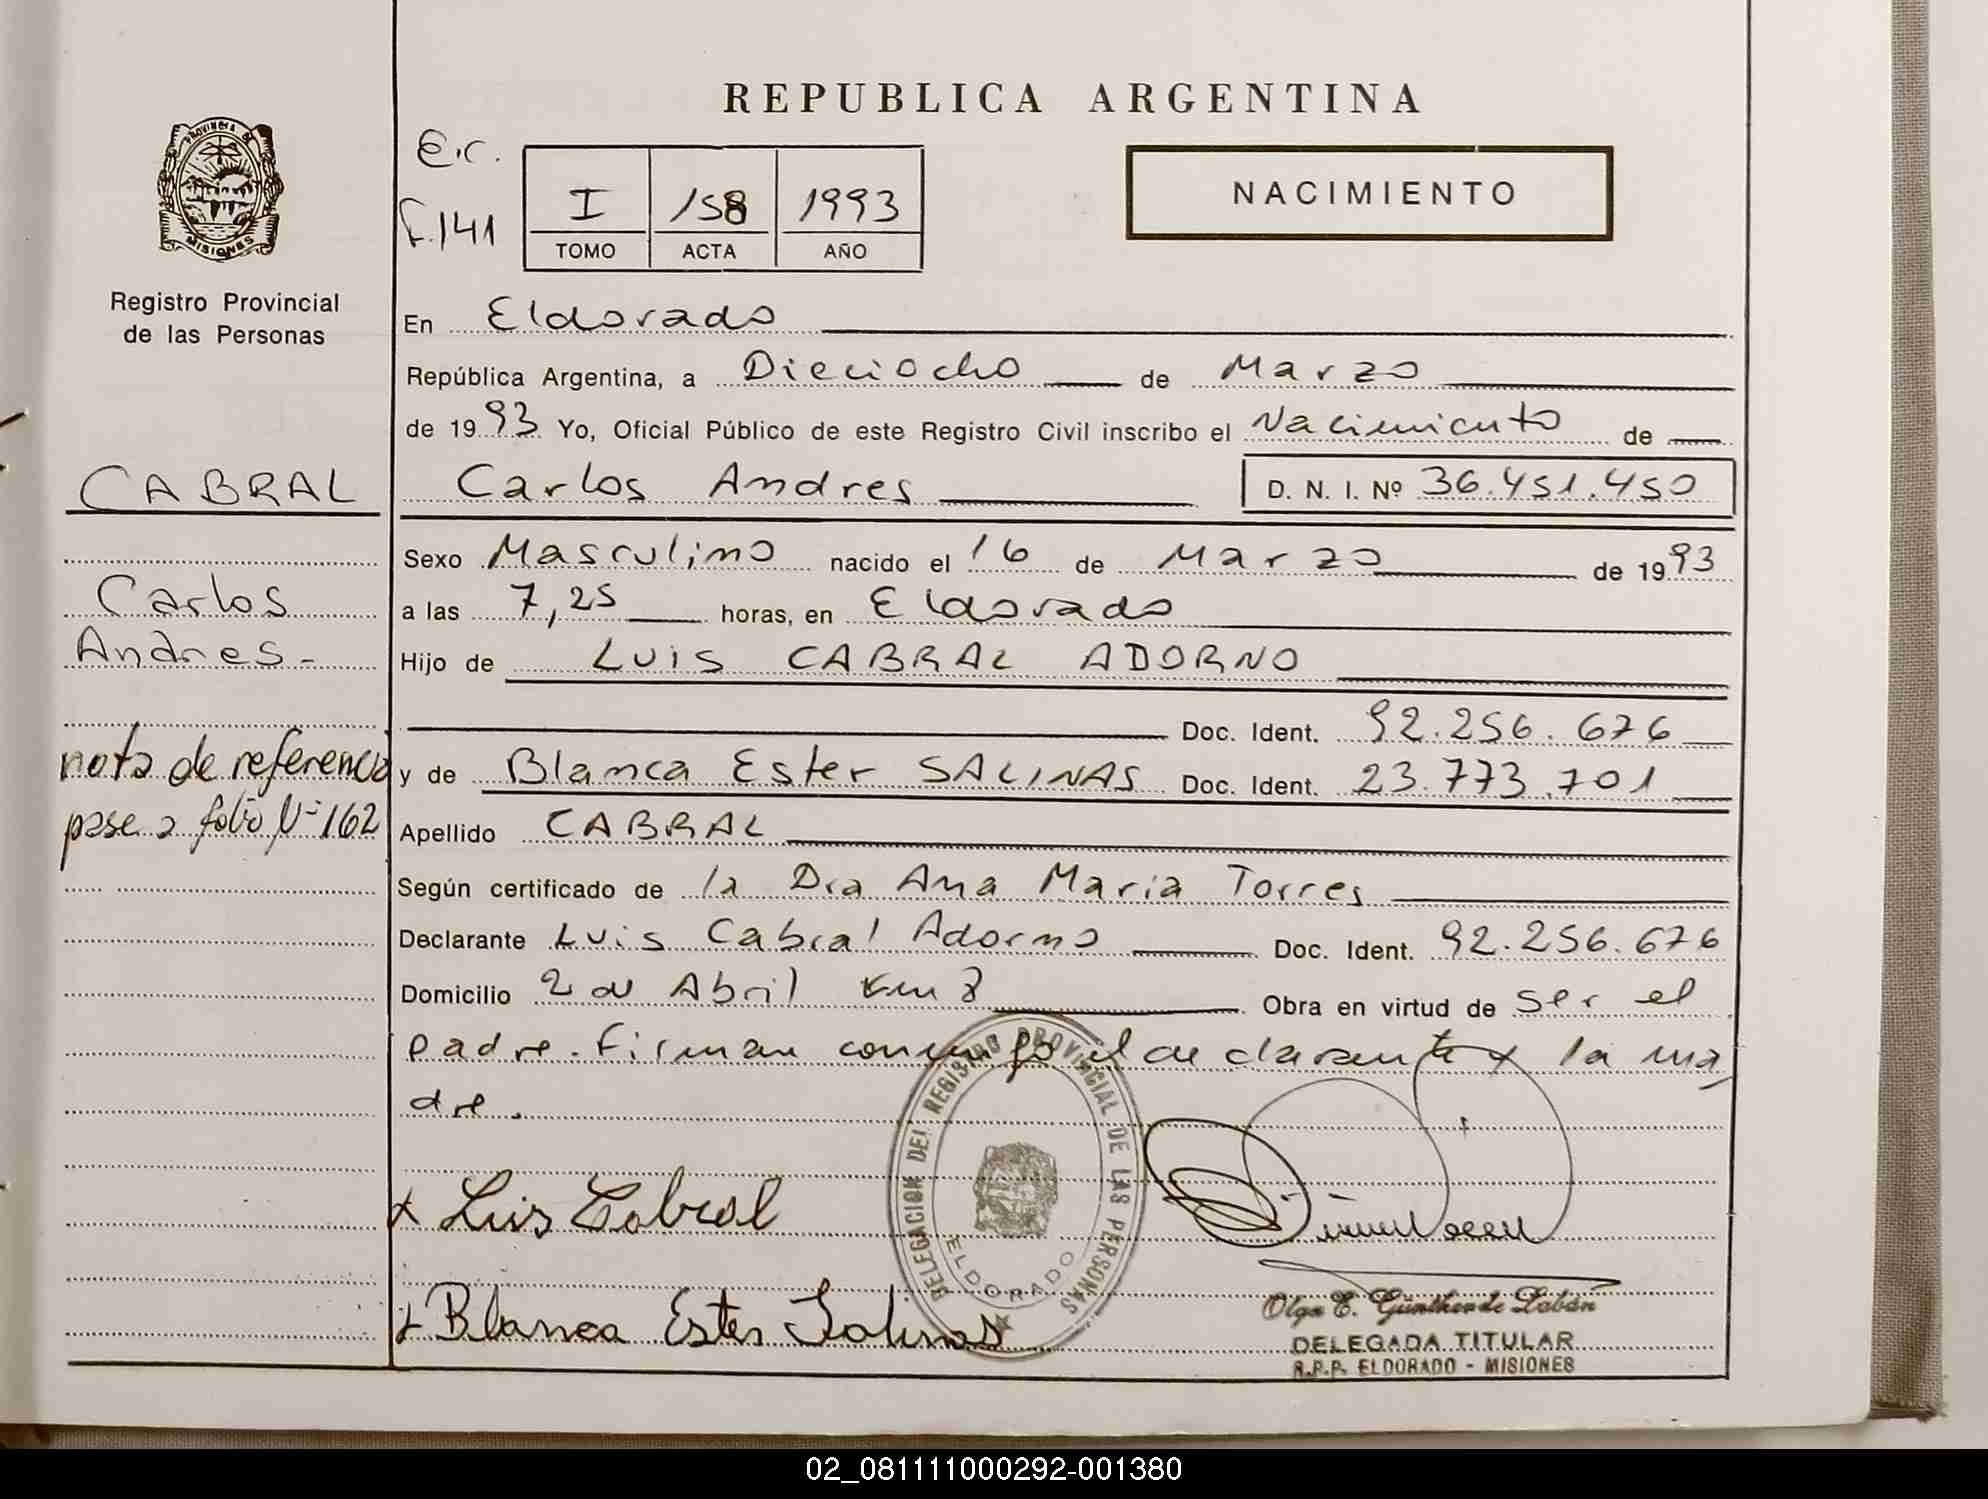 REPUBLICA ARGENTINA
PROVINCIA DE
MISIONES
Registro Provincial
de las Personas
E.C.
F.141
I 158 1993
TOMO ACTA AÑO
NACIMIENTO
En Eldorado
República Argentina, a Dieciocho de Marzo
de 1993 Yo, Oficial Público de este Registro Civil inscribo el Nacimiento de
CABRAL
Carlos Andres D. N. I. Nº 36.451.450
Sexo Masculino nacido el 16 de Marzo de 1993
Carlos
a las 7,25 horas, en Eldorado
Andres-
Hijo de LUIS CABRAL ADORNO
Doc. Ident. 92.256.676
nota de referencia
y de Blanca Ester SALINAS Doc. Ident. 23.773.701
pase a folio Nº 162
Apellido CABRAL
Según certificado de la Dra Ana Maria Torres
Declarante Luis Cabral Adorno Doc. Ident. 92.256.676
Domicilio 2 de Abril Km 8 Obra en virtud de ser el
padre. Firman conmigo el declarante y la ma
dre.
DELEGACION DEL REGISTRO PROVINCIAL DE LAS PERSONAS
ELDORADO
x Luis Cabral
x Blanca Ester Salinas
Olga E. Günther de Labán
DELEGADA TITULAR
R.P.P. ELDORADO - MISIONES
02_081111000292-001380